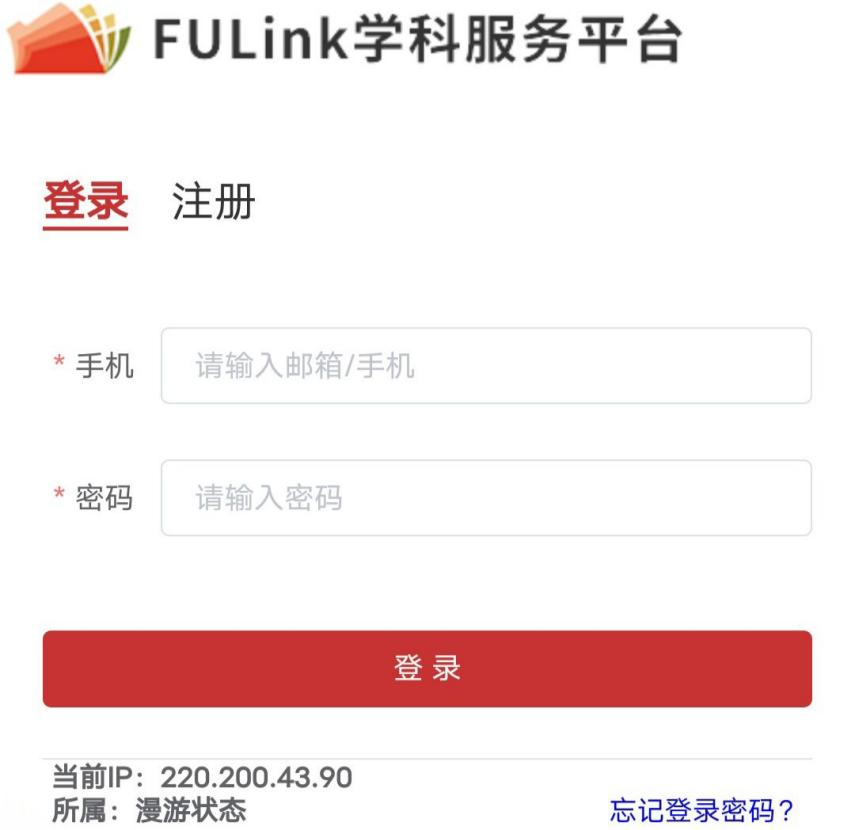 FULink学科服务平台
登录 注册
* 手机 请输入邮箱/手机
* 密码 请输入密码
登录
当前IP：220.200.43.90
所属：漫游状态 忘记登录密码？